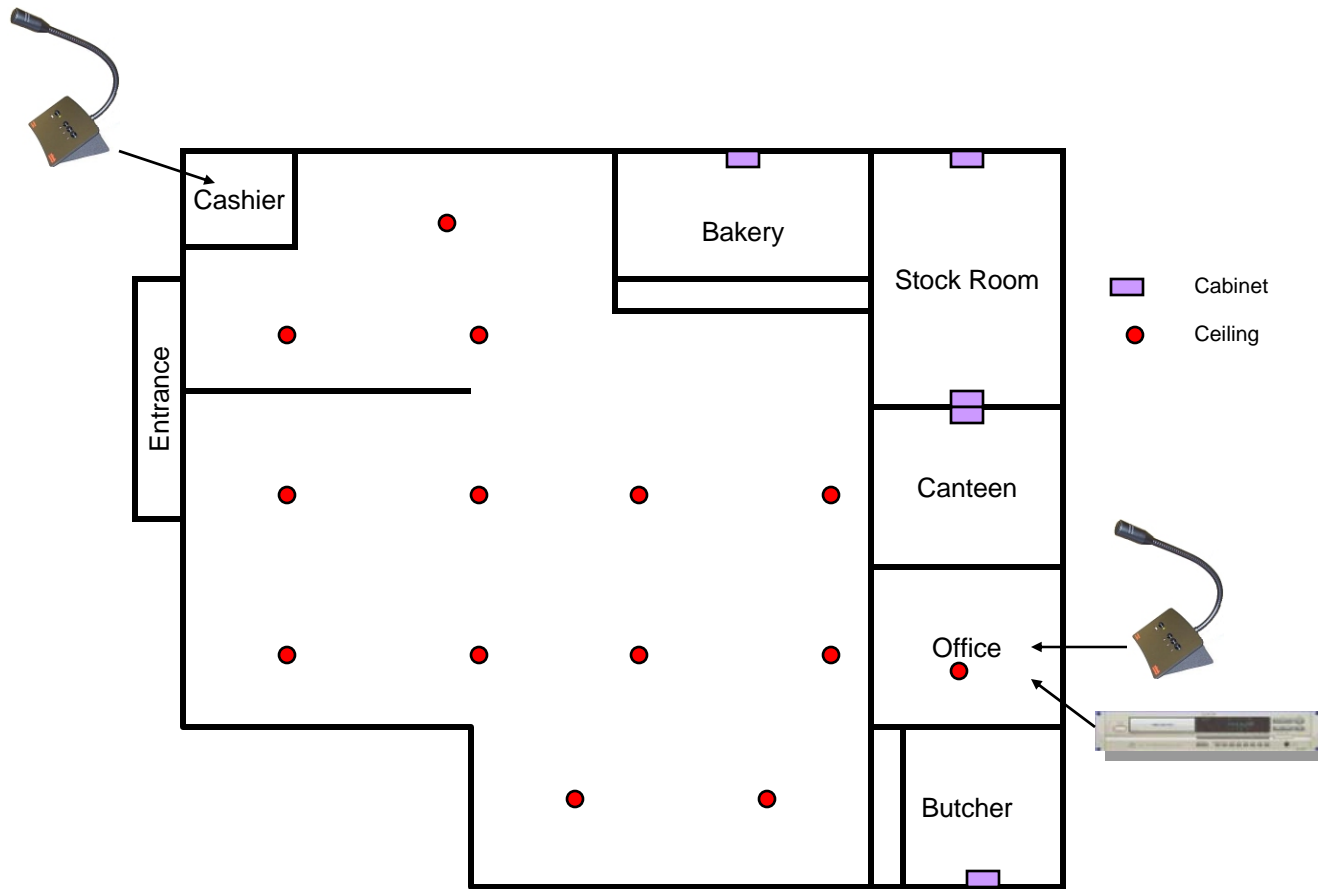 Cashier
Bakery
Stock Room
Cabinet
Ceiling
Entrance
Canteen
Office
Butcher